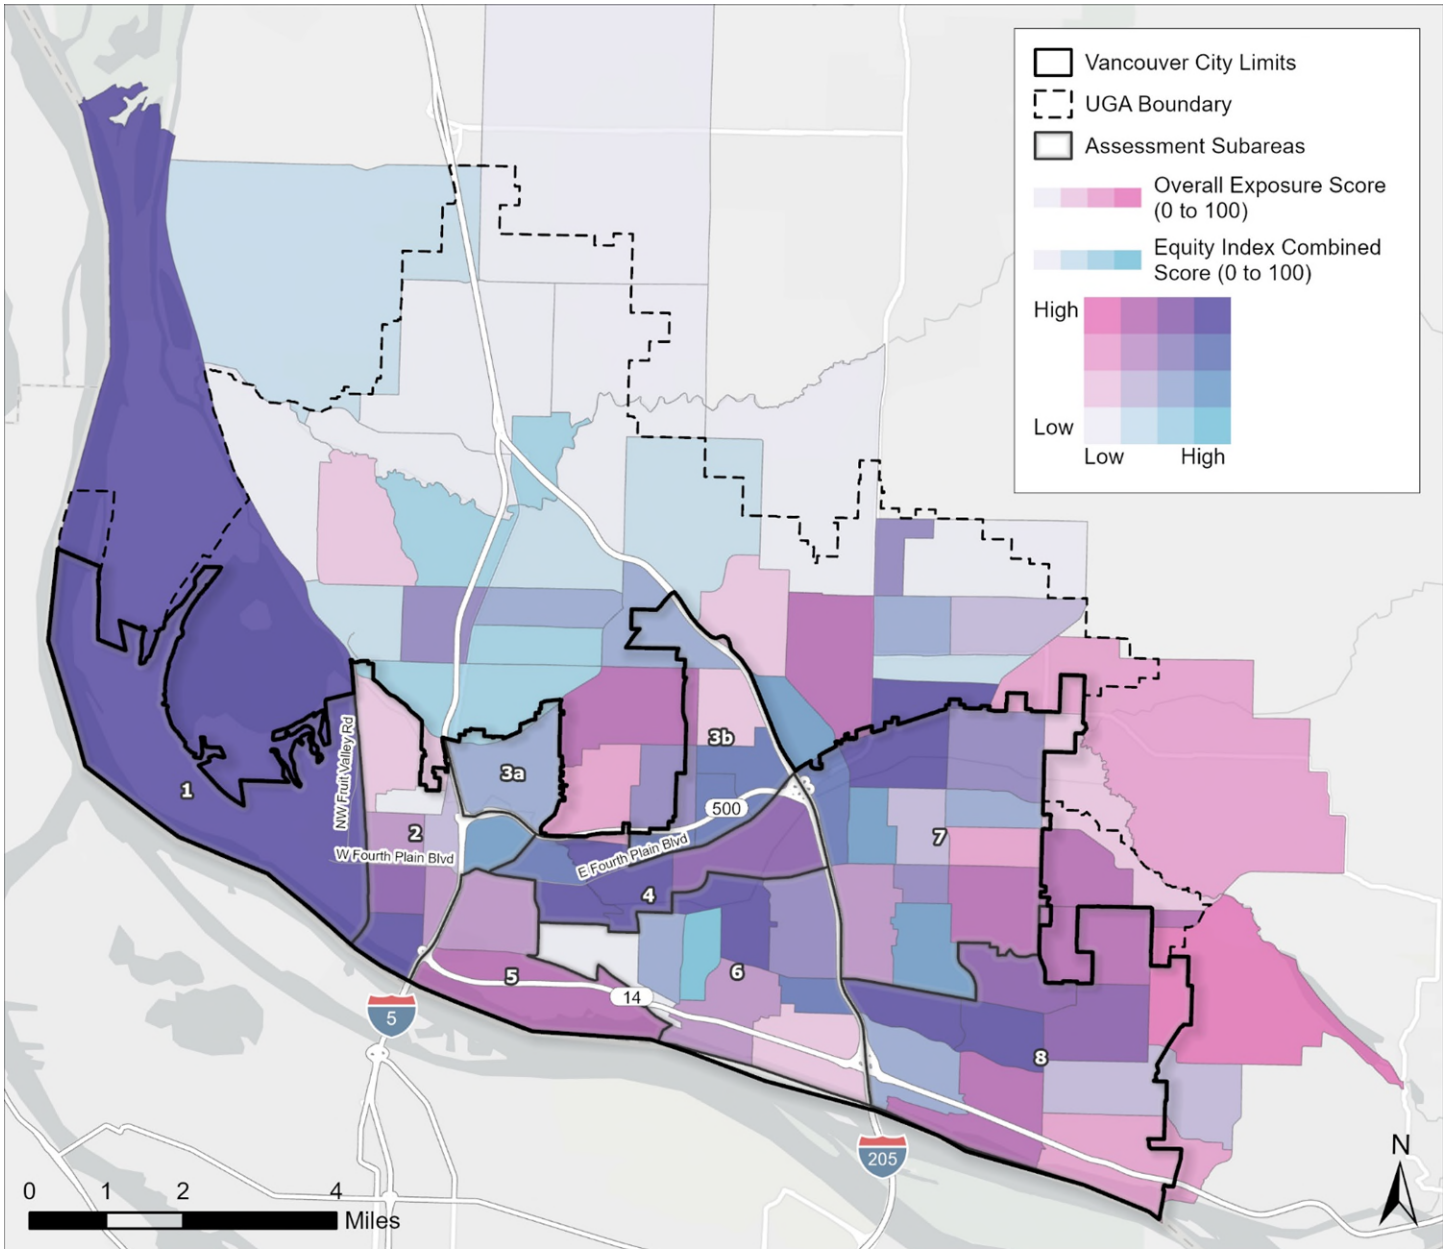 Vancouver City Limits
UGA Boundary
Assessment Subareas
Overall Exposure Score
(0 to 100)
Equity Index Combined
Score (0 to 100)
High
Low
Low High
3b
3a
1
NW Fruit Valley Rd
500
2
7
W Fourth Plain Blvd
E Fourth Plain Blvd
4
6
5
14
5
8
205
N
0 1 2 4
Miles